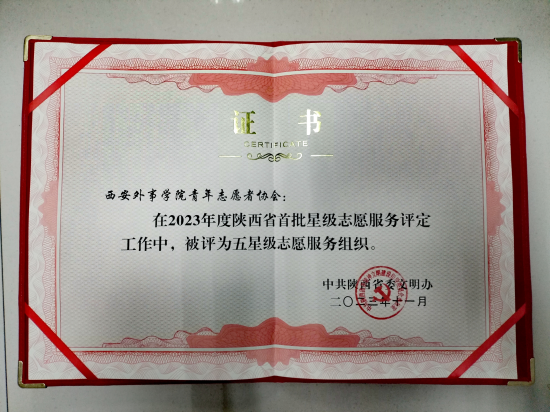 证 书
CERTIFICATE
西安外事学院青年志愿者协会：
在2023年度陕西省首批星级志愿服务评定
工作中，被评为五星级志愿服务组织。
中共陕西省委文明办
二〇二三年十一月